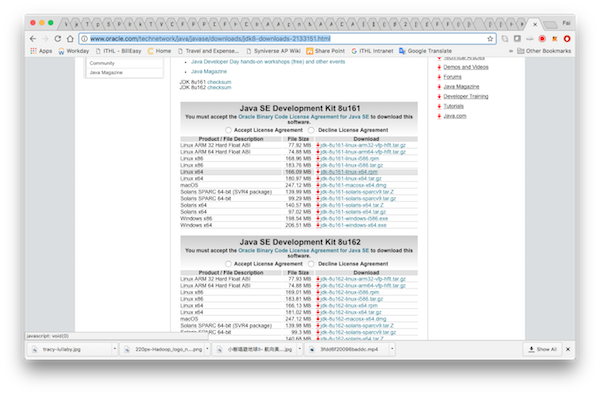 www.oracle.com/technetwork/java/javase/downloads/jdk8-downloads-2133151.html
Apps
Workday
ITHL - BillEasy
Home
Travel and Expense...
Syniverse AP Wiki
Share Point
ITHL Intranet
Google Translate
Other Bookmarks
Community
Java Magazine
Java Developer Day hands-on workshops (free) and other events
Java Magazine
JDK 8u161 checksum
JDK 8u162 checksum
Demos and Videos
Forums
Java Magazine
Developer Training
Tutorials
Java.com
Java SE Development Kit 8u161
You must accept the Oracle Binary Code License Agreement for Java SE to download this
software.
Accept License Agreement Decline License Agreement
Product / File Description File Size Download
Linux ARM 32 Hard Float ABI 77.92 MB jdk-8u161-linux-arm32-vfp-hflt.tar.gz
Linux ARM 64 Hard Float ABI 74.88 MB jdk-8u161-linux-arm64-vfp-hflt.tar.gz
Linux x86 168.96 MB jdk-8u161-linux-i586.rpm
Linux x86 183.76 MB jdk-8u161-linux-i586.tar.gz
Linux x64 166.09 MB jdk-8u161-linux-x64.rpm
Linux x64 180.97 MB jdk-8u161-linux-x64.tar.gz
macOS 247.12 MB jdk-8u161-macosx-x64.dmg
Solaris SPARC 64-bit (SVR4 package) 139.99 MB jdk-8u161-solaris-sparcv9.tar.Z
Solaris SPARC 64-bit 99.29 MB jdk-8u161-solaris-sparcv9.tar.gz
Solaris x64 140.57 MB jdk-8u161-solaris-x64.tar.Z
Solaris x64 97.02 MB jdk-8u161-solaris-x64.tar.gz
Windows x86 198.54 MB jdk-8u161-windows-i586.exe
Windows x64 206.51 MB jdk-8u161-windows-x64.exe
Java SE Development Kit 8u162
You must accept the Oracle Binary Code License Agreement for Java SE to download this
software.
Accept License Agreement Decline License Agreement
Product / File Description File Size Download
Linux ARM 32 Hard Float ABI 77.93 MB jdk-8u162-linux-arm32-vfp-hflt.tar.gz
Linux ARM 64 Hard Float ABI 74.88 MB jdk-8u162-linux-arm64-vfp-hflt.tar.gz
Linux x86 169.01 MB jdk-8u162-linux-i586.rpm
Linux x86 183.81 MB jdk-8u162-linux-i586.tar.gz
Linux x64 166.13 MB jdk-8u162-linux-x64.rpm
Linux x64 181.01 MB jdk-8u162-linux-x64.tar.gz
macOS 247.12 MB jdk-8u162-macosx-x64.dmg
Solaris SPARC 64-bit (SVR4 package) 139.98 MB jdk-8u162-solaris-sparcv9.tar.Z
Solaris SPARC 64-bit 99.3 MB jdk-8u162-solaris-sparcv9.tar.gz
140.68 MB jdk-8u162-solaris-x64.tar.Z
javascript: void(0)
tracy-lullaby.jpg
220px-Hadoop_logo_n....png
3fdd6f20096baddc.mp4
Show All